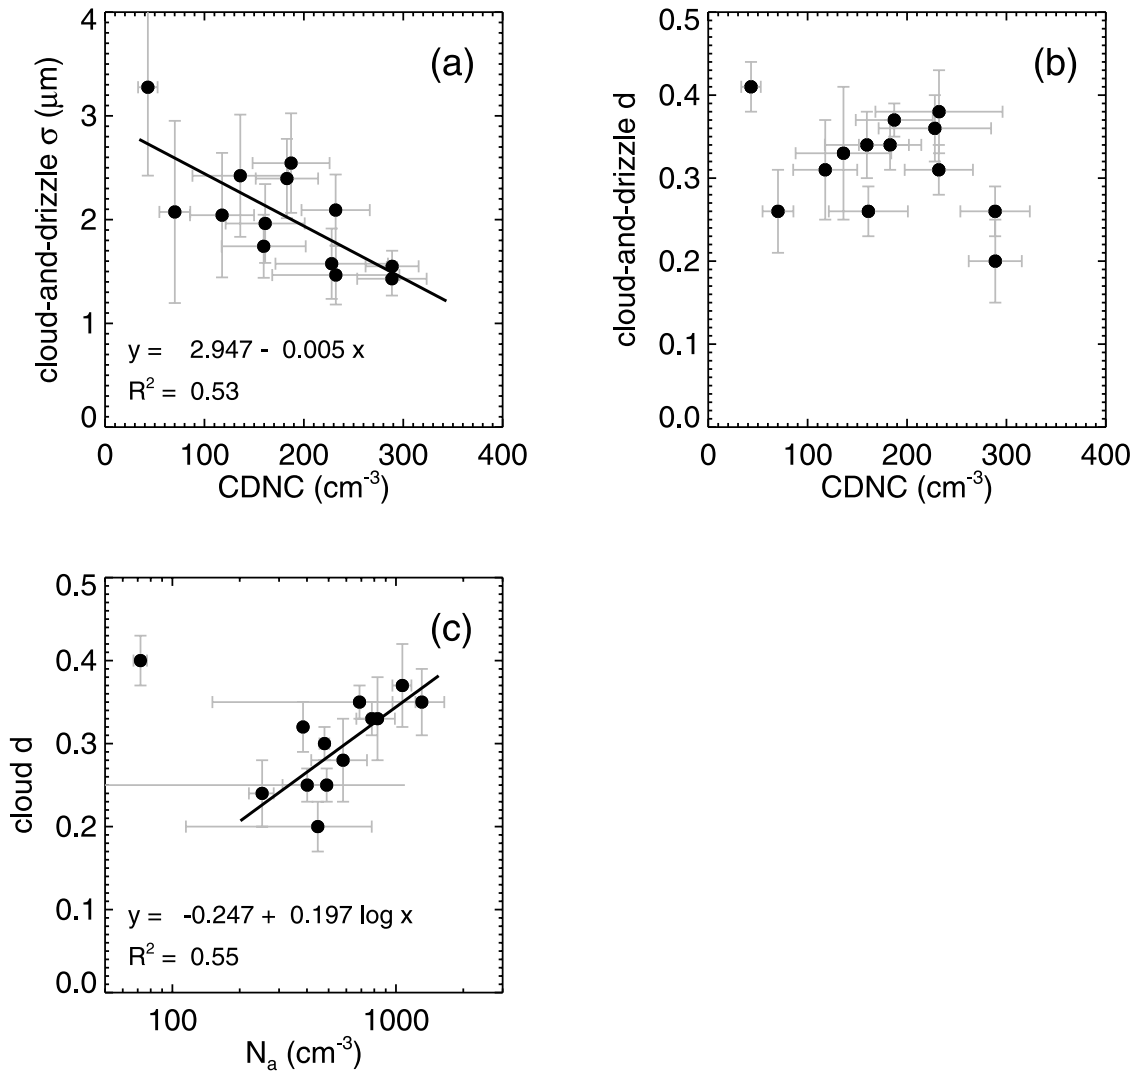 (a)
cloud-and-drizzle σ (μm)
4
3
2
1
0
y = 2.947 - 0.005 x
R² = 0.53
0 100 200 300 400
CDNC (cm⁻³)
(b)
cloud-and-drizzle d
0.5
0.4
0.3
0.2
0.1
0.0
0 100 200 300 400
CDNC (cm⁻³)
(c)
cloud d
0.5
0.4
0.3
0.2
0.1
0.0
y = -0.247 + 0.197 log x
R² = 0.55
100 1000
Nₐ (cm⁻³)